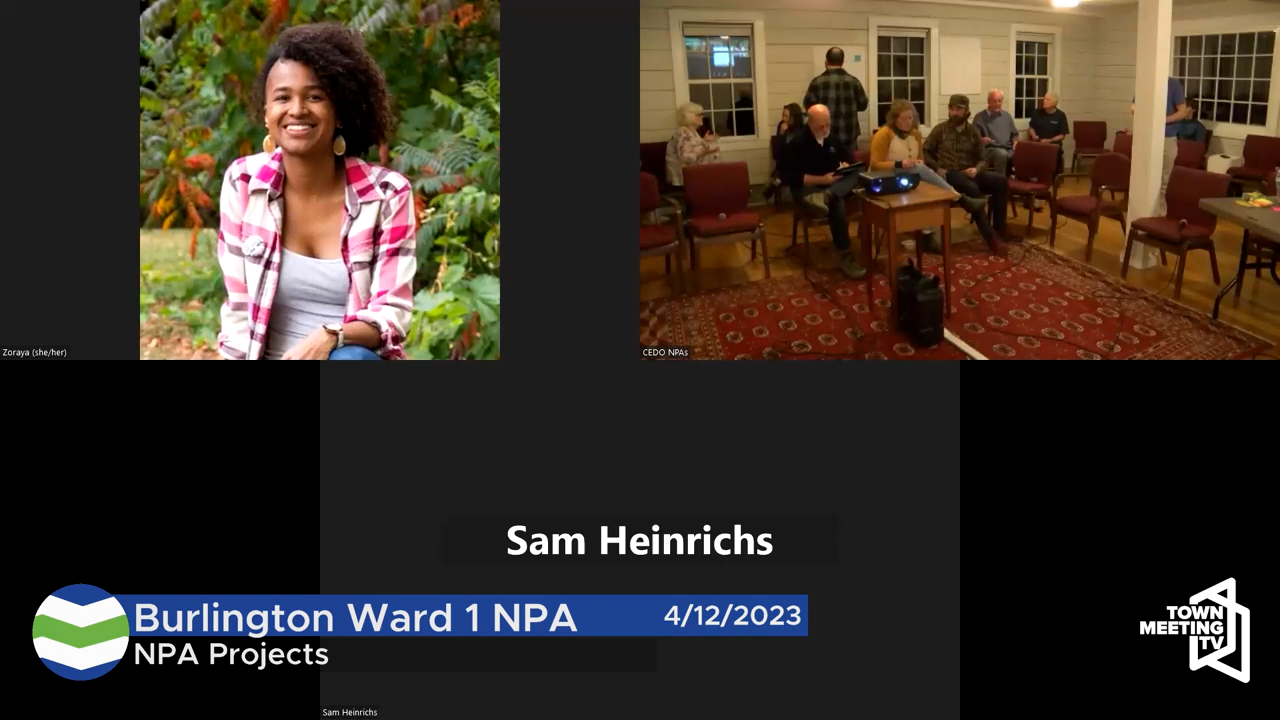 Zoraya (she/her)
CEDO NPAs
Sam Heinrichs
Burlington Ward 1 NPA
4/12/2023
NPA Projects
TOWN
MEETING
TV
Sam Heinrichs